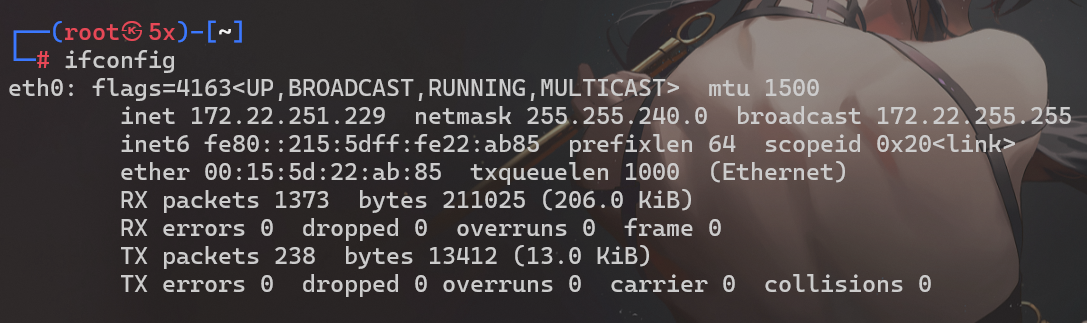 ┌──(root㉿5x)-[~]
└─# ifconfig
eth0: flags=4163<UP,BROADCAST,RUNNING,MULTICAST>  mtu 1500
        inet 172.22.251.229  netmask 255.255.240.0  broadcast 172.22.255.255
        inet6 fe80::215:5dff:fe22:ab85  prefixlen 64  scopeid 0x20<link>
        ether 00:15:5d:22:ab:85  txqueuelen 1000  (Ethernet)
        RX packets 1373  bytes 211025 (206.0 KiB)
        RX errors 0  dropped 0  overruns 0  frame 0
        TX packets 238  bytes 13412 (13.0 KiB)
        TX errors 0  dropped 0 overruns 0  carrier 0  collisions 0